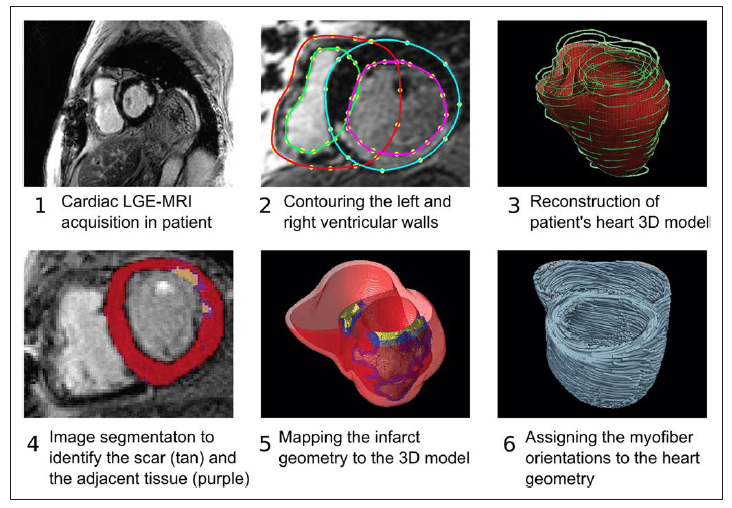 1 Cardiac LGE-MRI
acquisition in patient
2 Contouring the left and
right ventricular walls
3 Reconstruction of
patient's heart 3D model
4 Image segmentaton to
identify the scar (tan) and
the adjacent tissue (purple)
5 Mapping the infarct
geometry to the 3D model
6 Assigning the myofiber
orientations to the heart
geometry